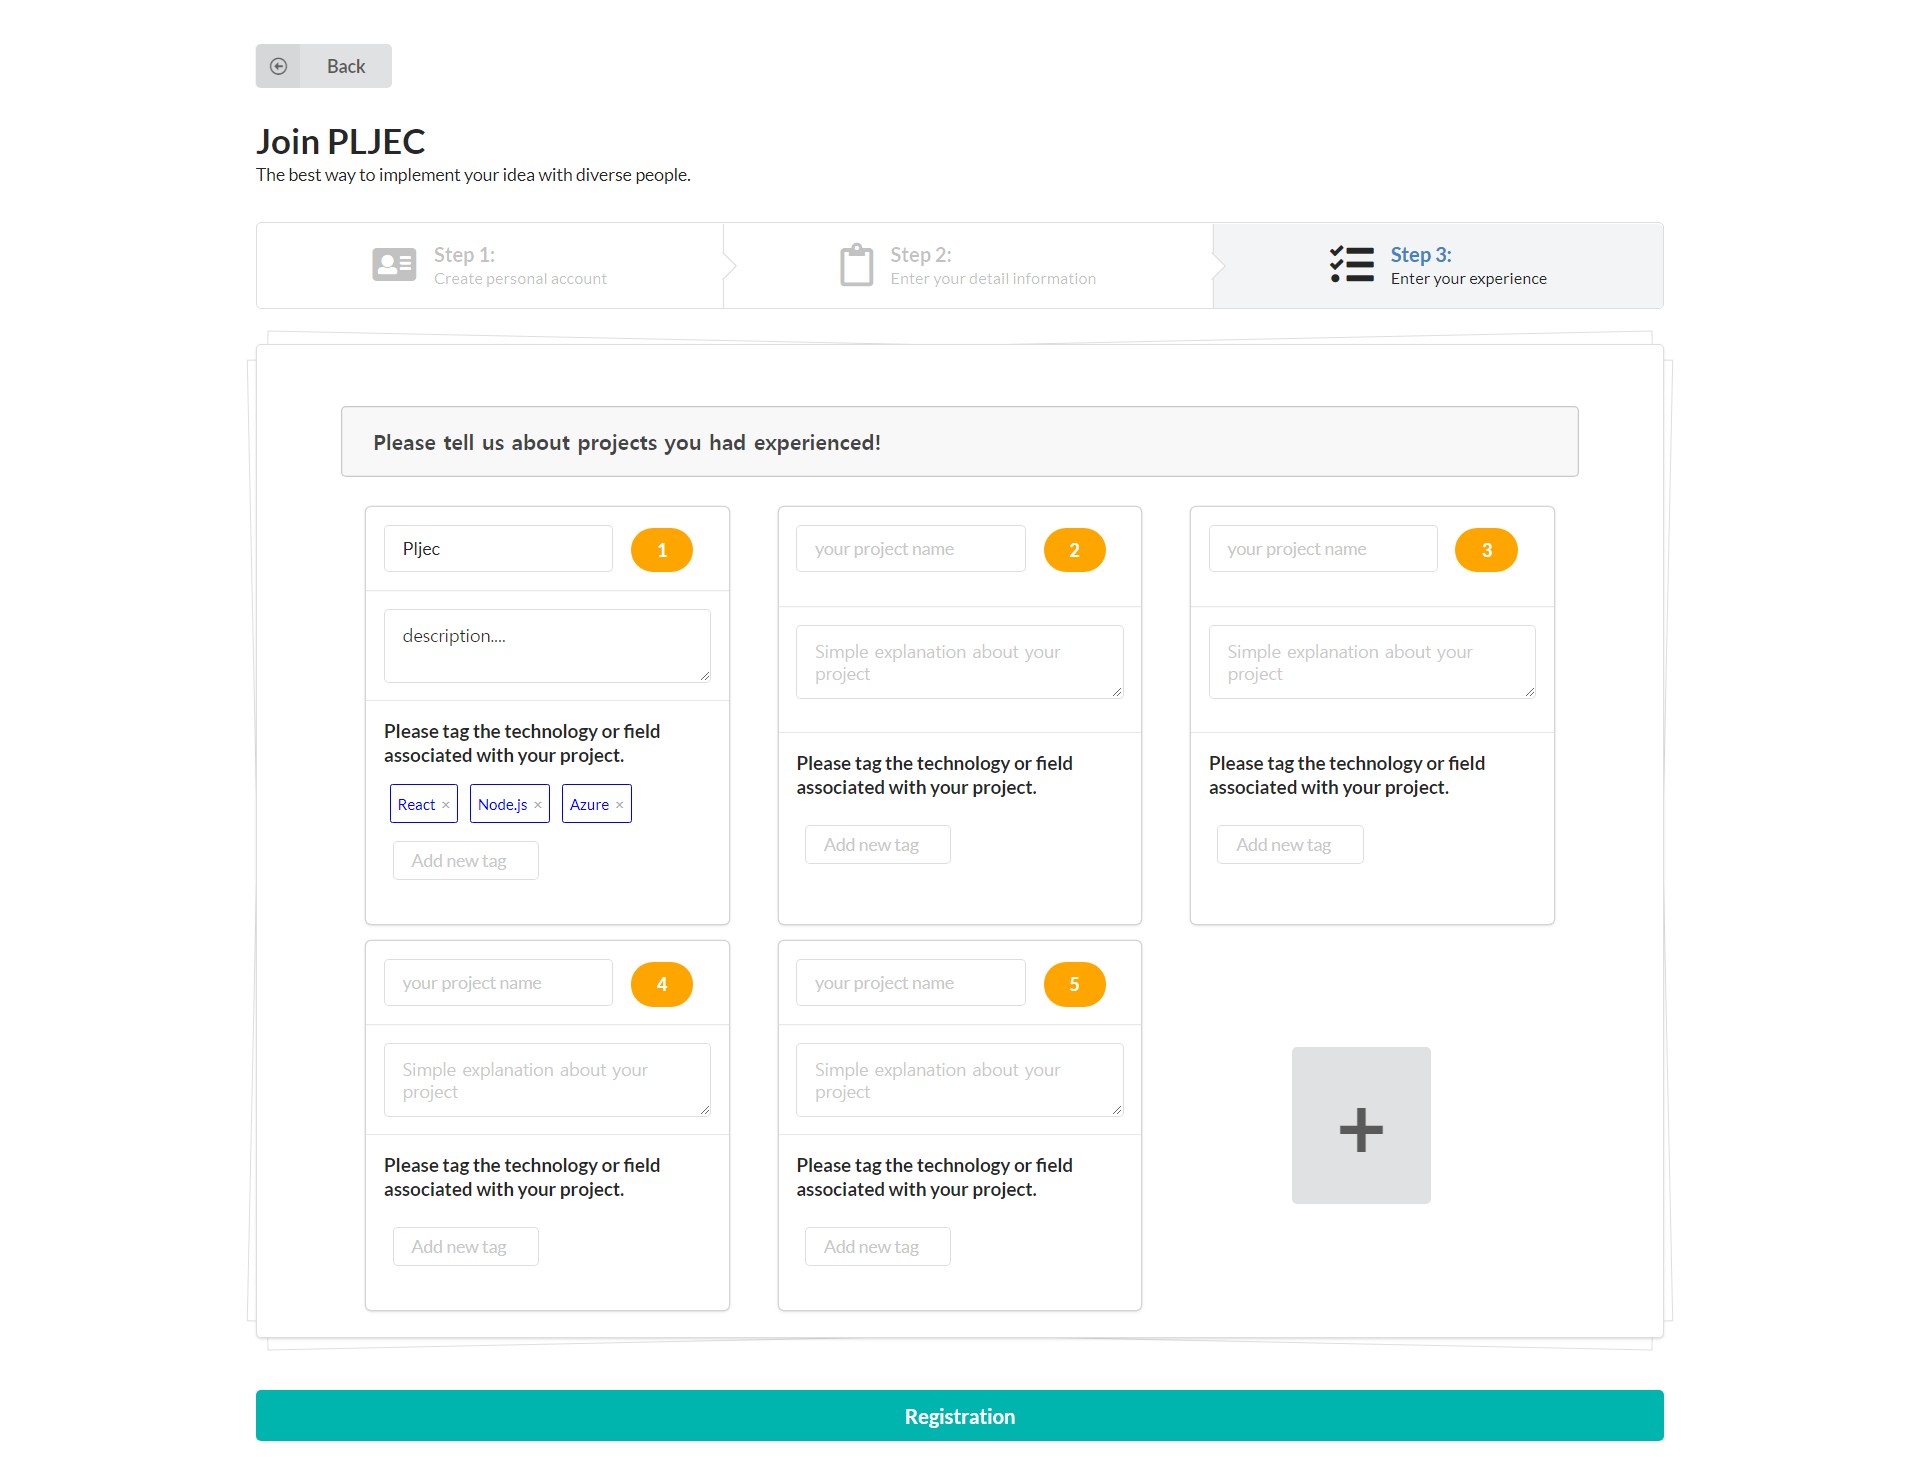 Back
Join PLJEC
The best way to implement your idea with diverse people.
Step 1:
Create personal account
Step 2:
Enter your detail information
Step 3:
Enter your experience
Please tell us about projects you had experienced!
Pljec
1
description....
Please tag the technology or field
associated with your project.
React × Node.js × Azure ×
Add new tag
your project name
2
Simple explanation about your
project
Please tag the technology or field
associated with your project.
Add new tag
your project name
3
Simple explanation about your
project
Please tag the technology or field
associated with your project.
Add new tag
your project name
4
Simple explanation about your
project
Please tag the technology or field
associated with your project.
Add new tag
your project name
5
Simple explanation about your
project
Please tag the technology or field
associated with your project.
Add new tag
+
Registration